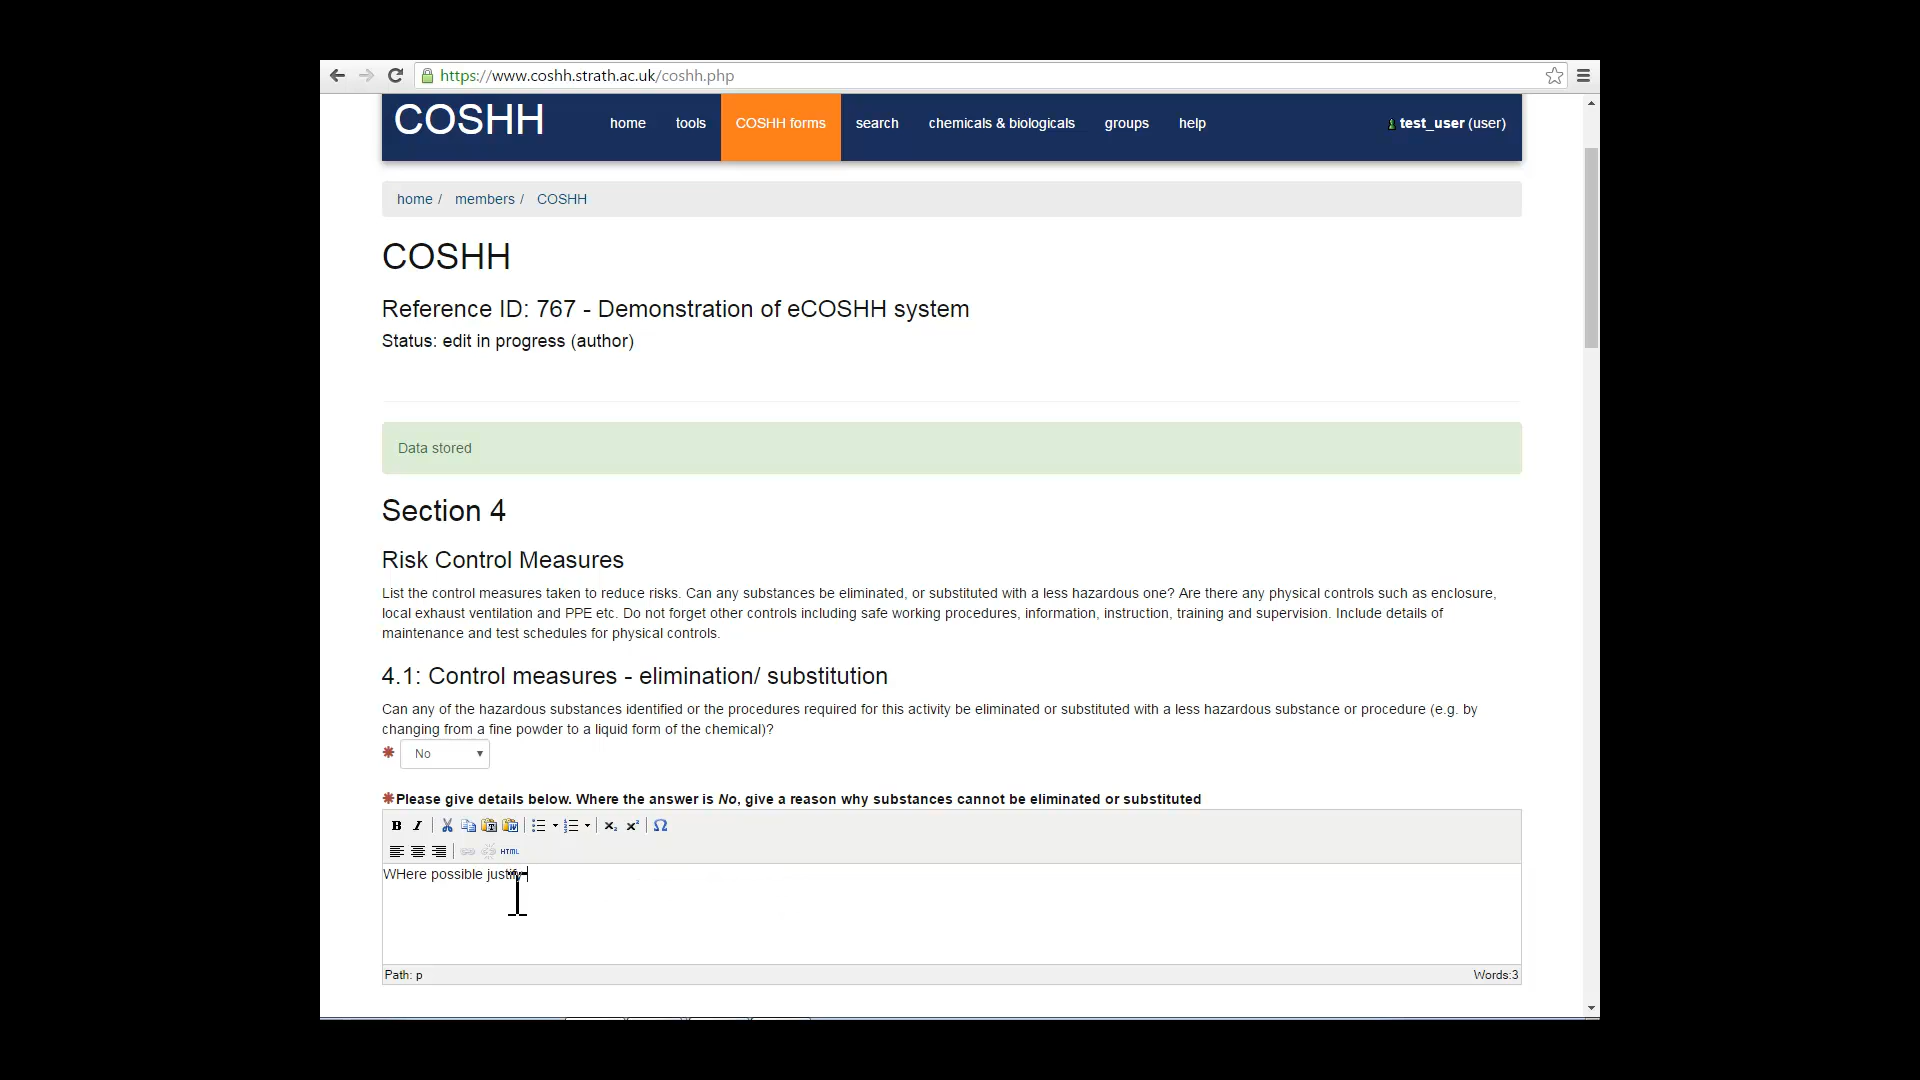 https://www.coshh.strath.ac.uk/coshh.php
COSHH home tools COSHH forms search chemicals & biologicals groups help test_user (user)
home / members / COSHH
COSHH
Reference ID: 767 - Demonstration of eCOSHH system
Status: edit in progress (author)
Data stored
Section 4
Risk Control Measures
List the control measures taken to reduce risks. Can any substances be eliminated, or substituted with a less hazardous one? Are there any physical controls such as enclosure,
local exhaust ventilation and PPE etc. Do not forget other controls including safe working procedures, information, instruction, training and supervision. Include details of
maintenance and test schedules for physical controls.
4.1: Control measures - elimination/ substitution
Can any of the hazardous substances identified or the procedures required for this activity be eliminated or substituted with a less hazardous substance or procedure (e.g. by
changing from a fine powder to a liquid form of the chemical)?
No
Please give details below. Where the answer is No, give a reason why substances cannot be eliminated or substituted
HTML
WHere possible justify
Path: p Words:3